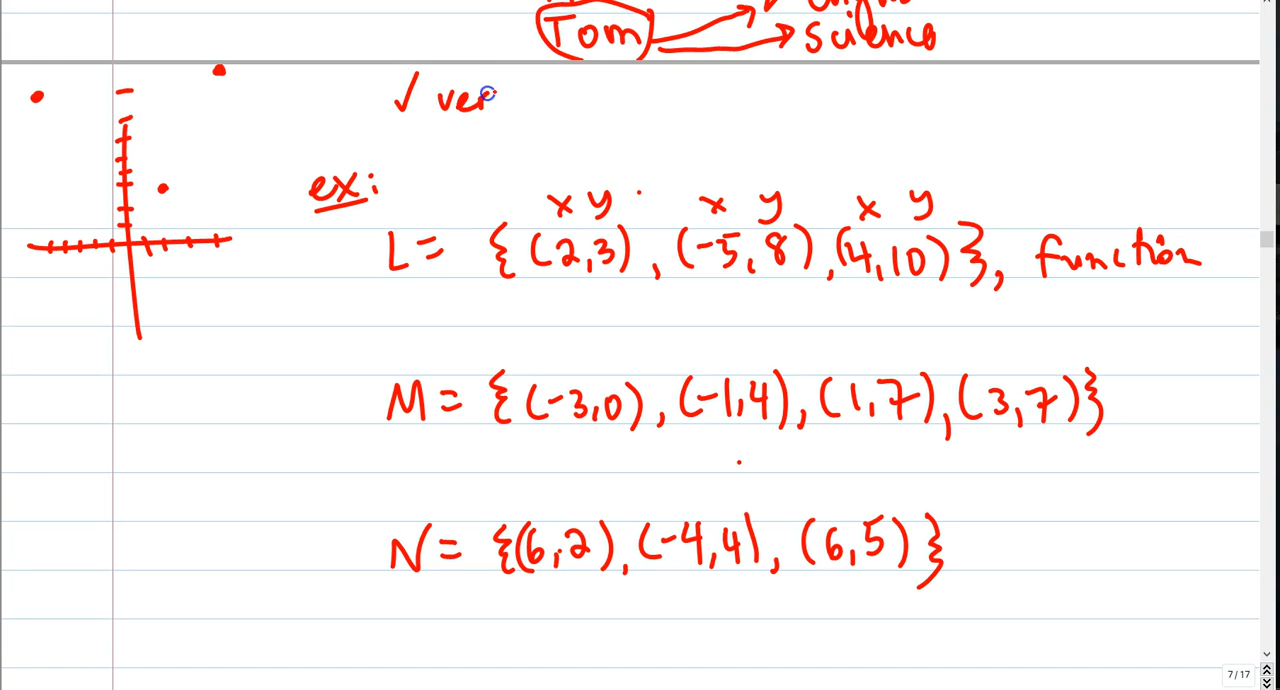 Tom science
√ ver
ex:
x y x y x y
L = {(2,3), (-5,8), (4,10)}, function
M = {(-3,0), (-1,4), (1,7), (3,7)}
N = {(6,2), (-4,4), (6,5)}
7/17